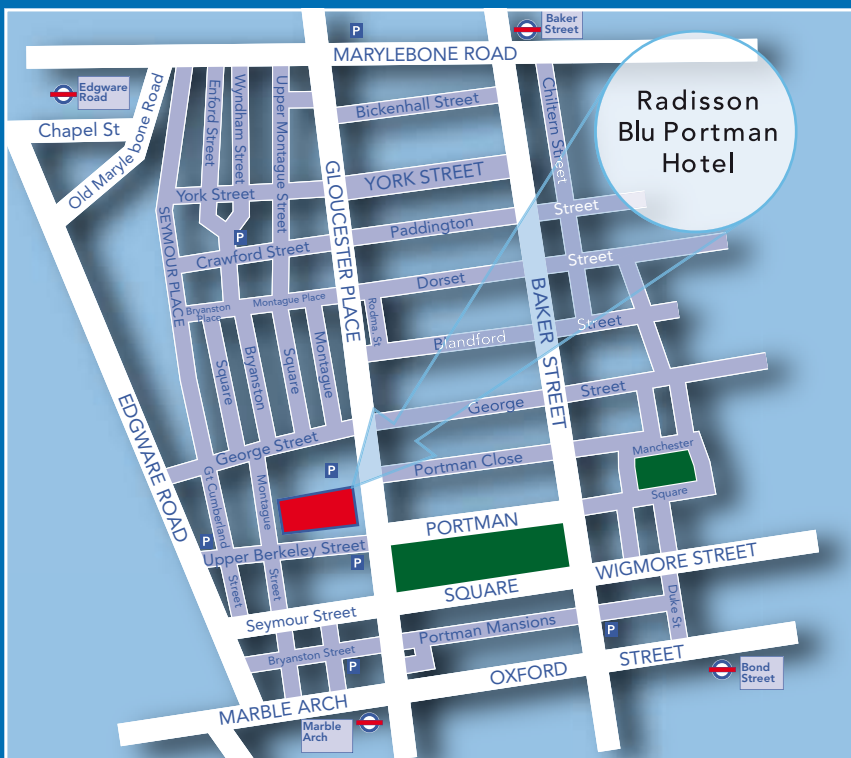 P
Baker
Street
MARYLEBONE ROAD
Edgware
Road
Chapel St
Old Marylebone Road
Enford Street
Wyndham Street
Upper Montague Street
Bickenhall Street
Chiltern Street
Radisson
Blu Portman
Hotel
GLOUCESTER PLACE
York Street
YORK STREET
SEYMOUR PLACE
P
Crawford Street
Paddington
Street
Dorset
Street
Bryanston
Place
Montague Place
Rodma. St
BAKER STREET
Blandford
Street
Square
Bryanston
Square
Montague
EDGWARE ROAD
George
Street
George Street
P
Portman Close
Manchester
Square
Gt Cumberland
Street
Montague
Street
P
Upper Berkeley Street
P
PORTMAN
SQUARE
WIGMORE STREET
Seymour Street
Duke St
Portman Mansions
P
Bryanston Street
P
OXFORD
STREET
Bond
Street
MARBLE ARCH
Marble
Arch